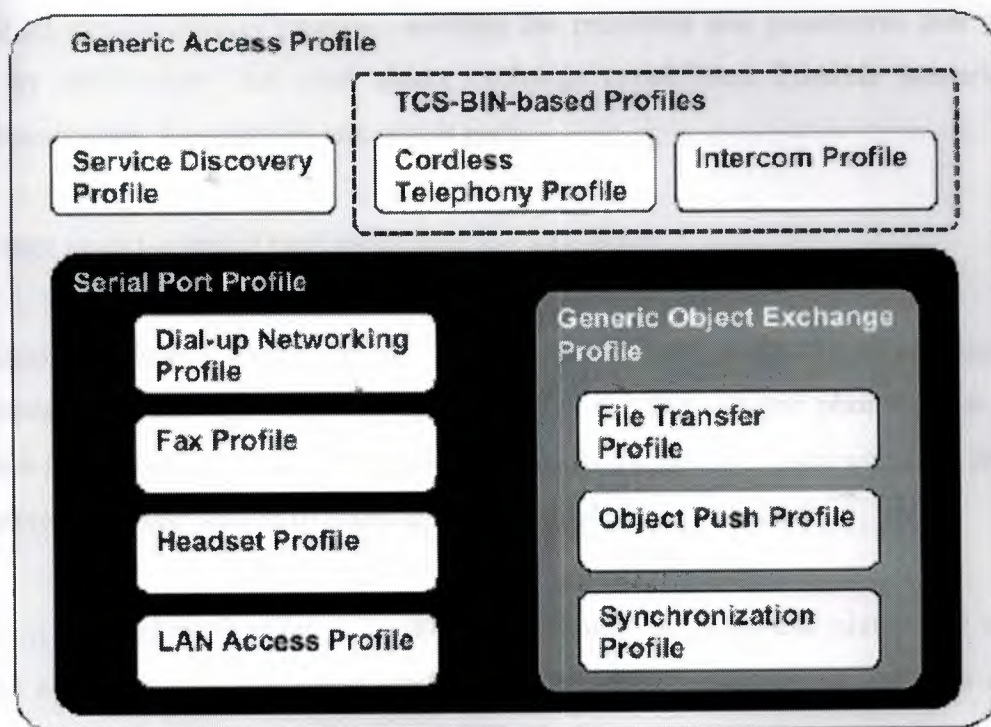 Generic Access Profile
TCS-BIN-based Profiles
Service Discovery
Profile
Cordless
Telephony Profile
Intercom Profile
Serial Port Profile
Dial-up Networking
Profile
Fax Profile
Headset Profile
LAN Access Profile
Generic Object Exchange
Profile
File Transfer
Profile
Object Push Profile
Synchronization
Profile